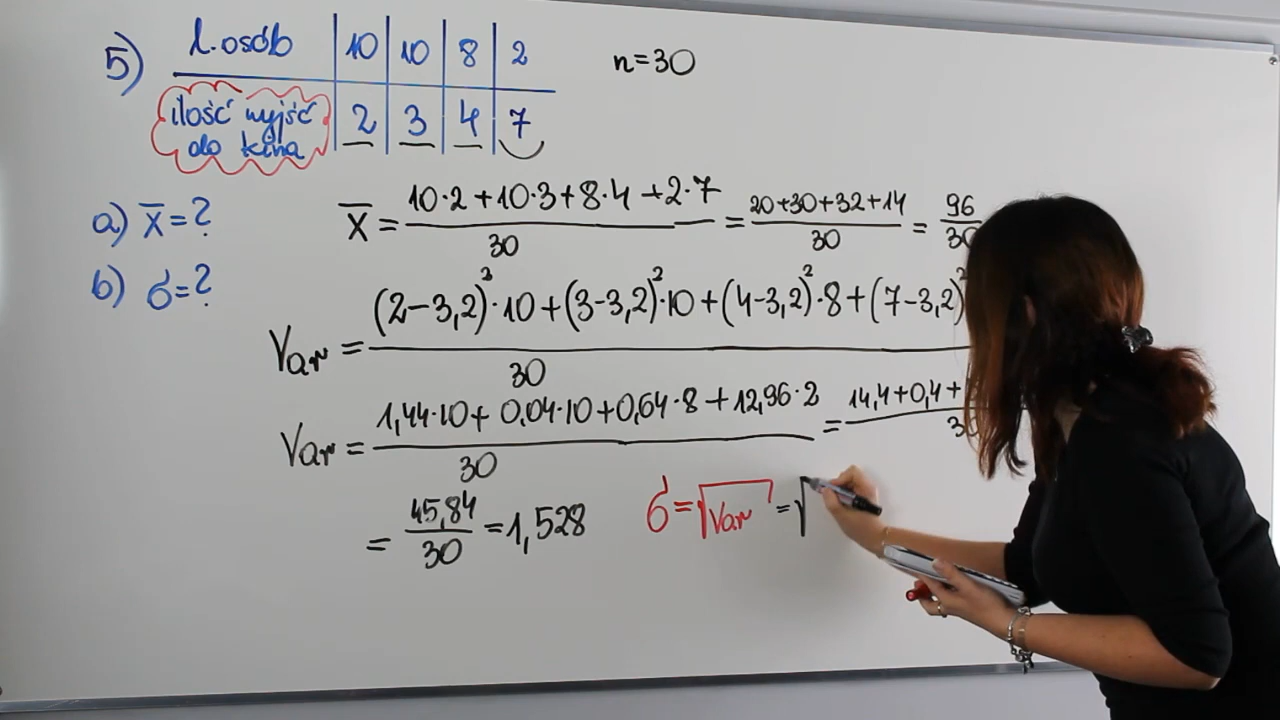 5) l. osób | 10 | 10 | 8 | 2 n=30
ilość wyjść do kina | 2 | 3 | 4 | 7
a) x̄=? x̄ = (10·2+10·3+8·4+2·7)/30 = (20+30+32+14)/30 = 96/30
b) σ=?
Var = ((2-3,2)²·10+(3-3,2)²·10+(4-3,2)²·8+(7-3,2)²)/30
Var = (1,44·10+0,04·10+0,64·8+12,96·2)/30 = (14,4+0,4+)/30
= 45,84/30 = 1,528 σ=√Var = √